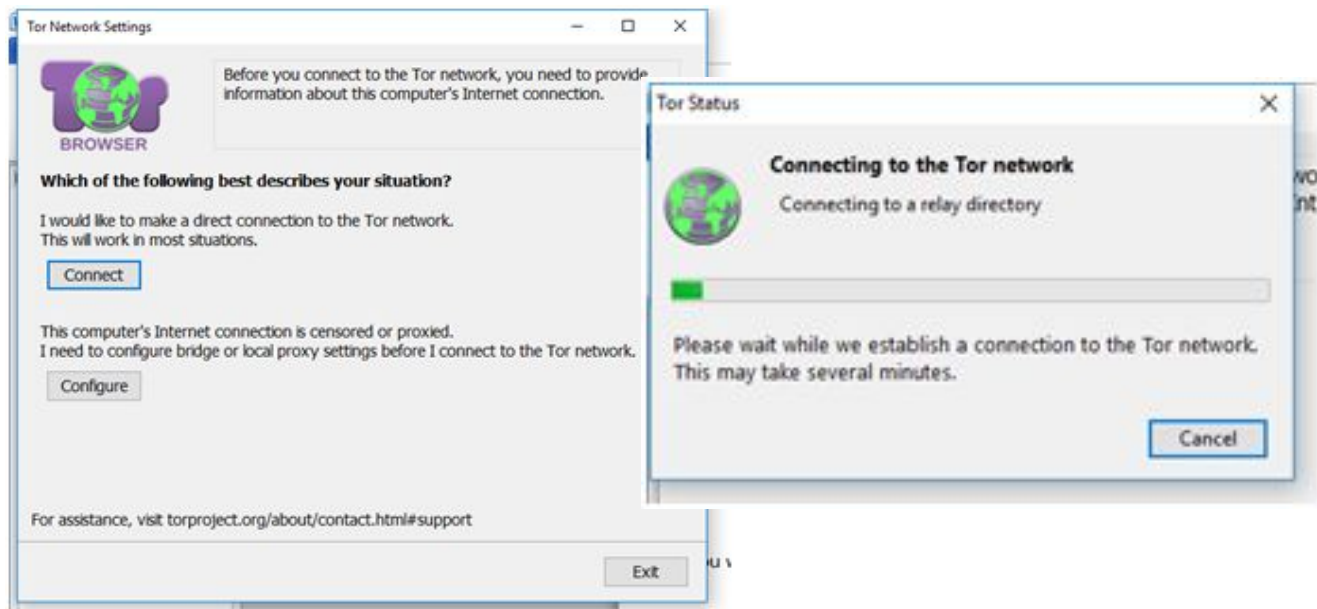 Tor Network Settings
Tor
BROWSER
Before you connect to the Tor network, you need to provide
information about this computer's Internet connection.
Which of the following best describes your situation?
I would like to make a direct connection to the Tor network.
This will work in most situations.
Connect
This computer's Internet connection is censored or proxied.
I need to configure bridge or local proxy settings before I connect to the Tor network.
Configure
For assistance, visit torproject.org/about/contact.html#support
Exit
Tor Status
Connecting to the Tor network
Connecting to a relay directory
Please wait while we establish a connection to the Tor network.
This may take several minutes.
Cancel